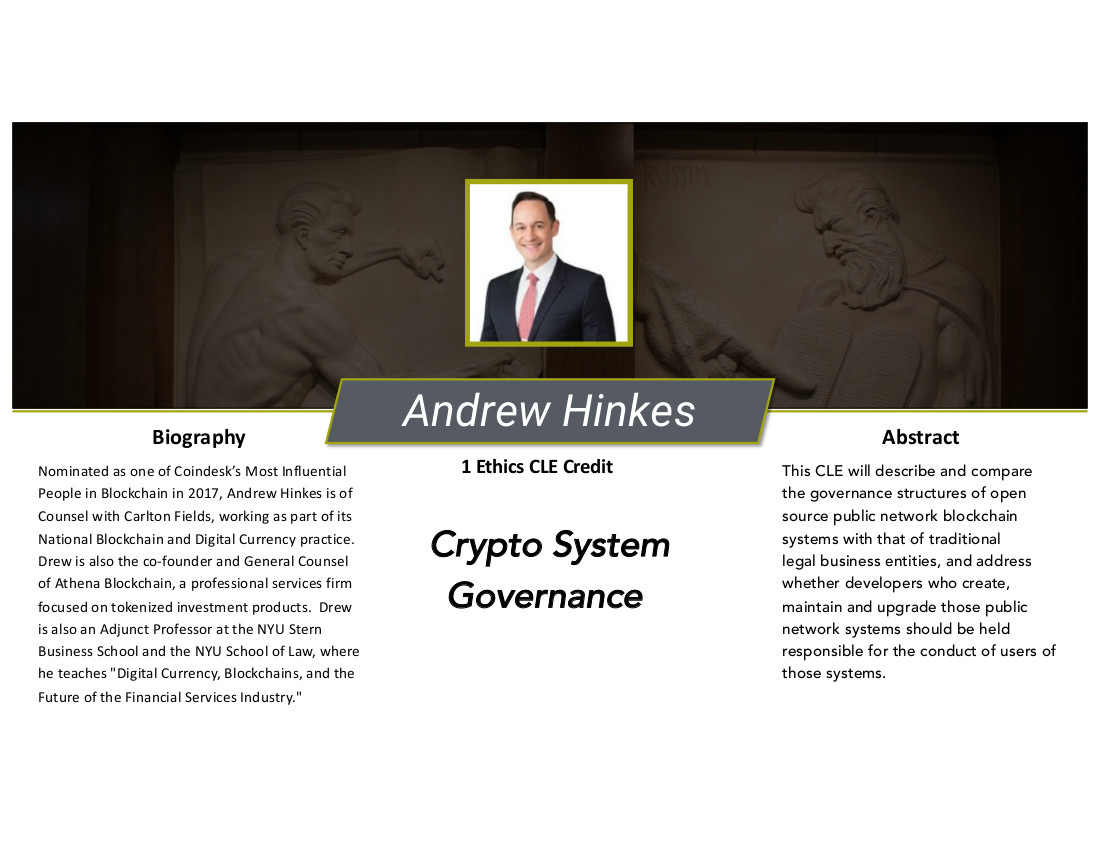 Andrew Hinkes
Biography
Nominated as one of Coindesk’s Most Influential
People in Blockchain in 2017, Andrew Hinkes is of
Counsel with Carlton Fields, working as part of its
National Blockchain and Digital Currency practice.
Drew is also the co-founder and General Counsel
of Athena Blockchain, a professional services firm
focused on tokenized investment products.  Drew
is also an Adjunct Professor at the NYU Stern
Business School and the NYU School of Law, where
he teaches "Digital Currency, Blockchains, and the
Future of the Financial Services Industry."
1 Ethics CLE Credit
Crypto System
Governance
Abstract
This CLE will describe and compare
the governance structures of open
source public network blockchain
systems with that of traditional
legal business entities, and address
whether developers who create,
maintain and upgrade those public
network systems should be held
responsible for the conduct of users of
those systems.